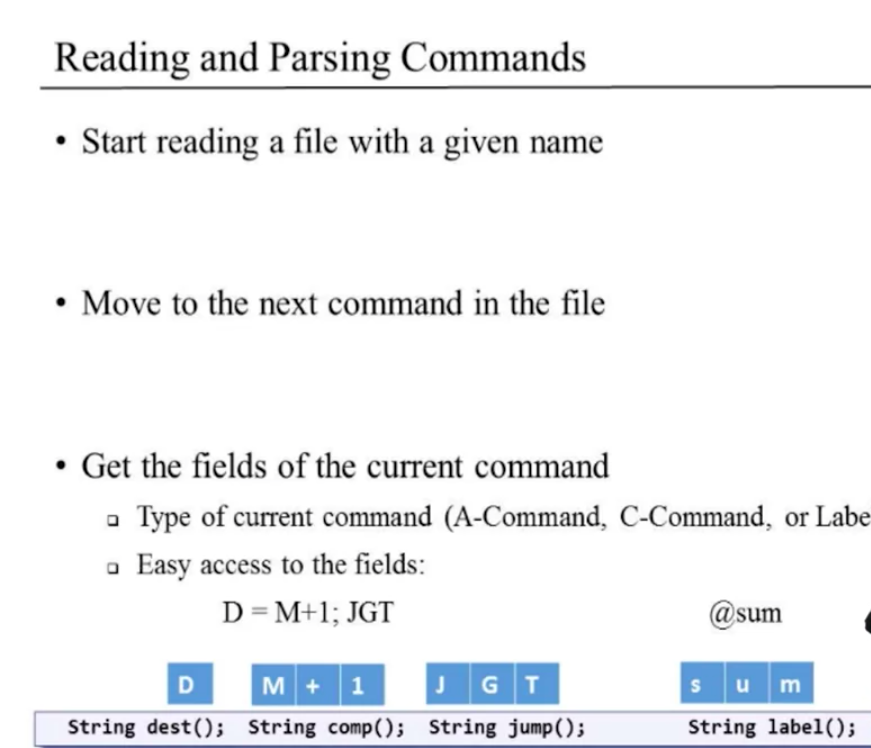 Reading and Parsing Commands
• Start reading a file with a given name
• Move to the next command in the file
• Get the fields of the current command
❑ Type of current command (A-Command, C-Command, or Labe
❑ Easy access to the fields:
D = M+1; JGT @sum
D M + 1 J G T s u m
String dest(); String comp(); String jump(); String label();